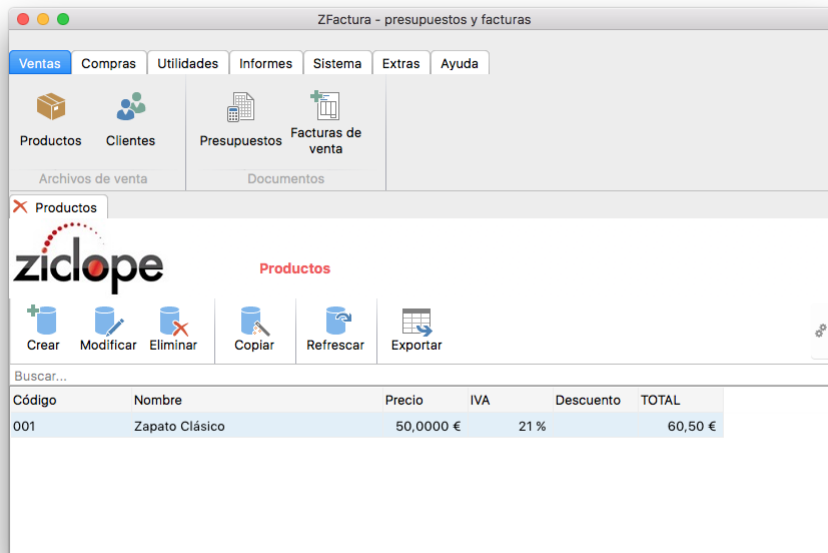 ZFactura - presupuestos y facturas
Ventas Compras Utilidades Informes Sistema Extras Ayuda
Productos Clientes Presupuestos Facturas de venta
Archivos de venta Documentos
Productos
ziclope
Productos
Crear Modificar Eliminar Copiar Refrescar Exportar
Buscar...
Código Nombre Precio IVA Descuento TOTAL
001 Zapato Clásico 50,0000 € 21 % 60,50 €